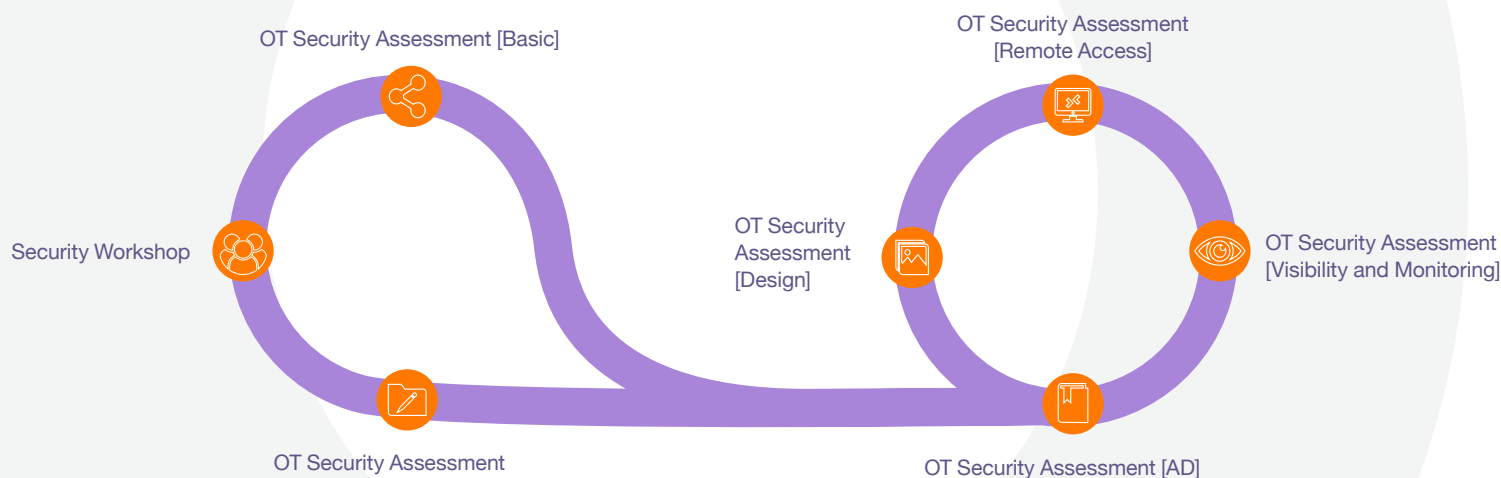 OT Security Assessment [Basic]
OT Security Assessment
[Remote Access]
Security Workshop
OT Security
Assessment
[Design]
OT Security Assessment
[Visibility and Monitoring]
OT Security Assessment
OT Security Assessment [AD]